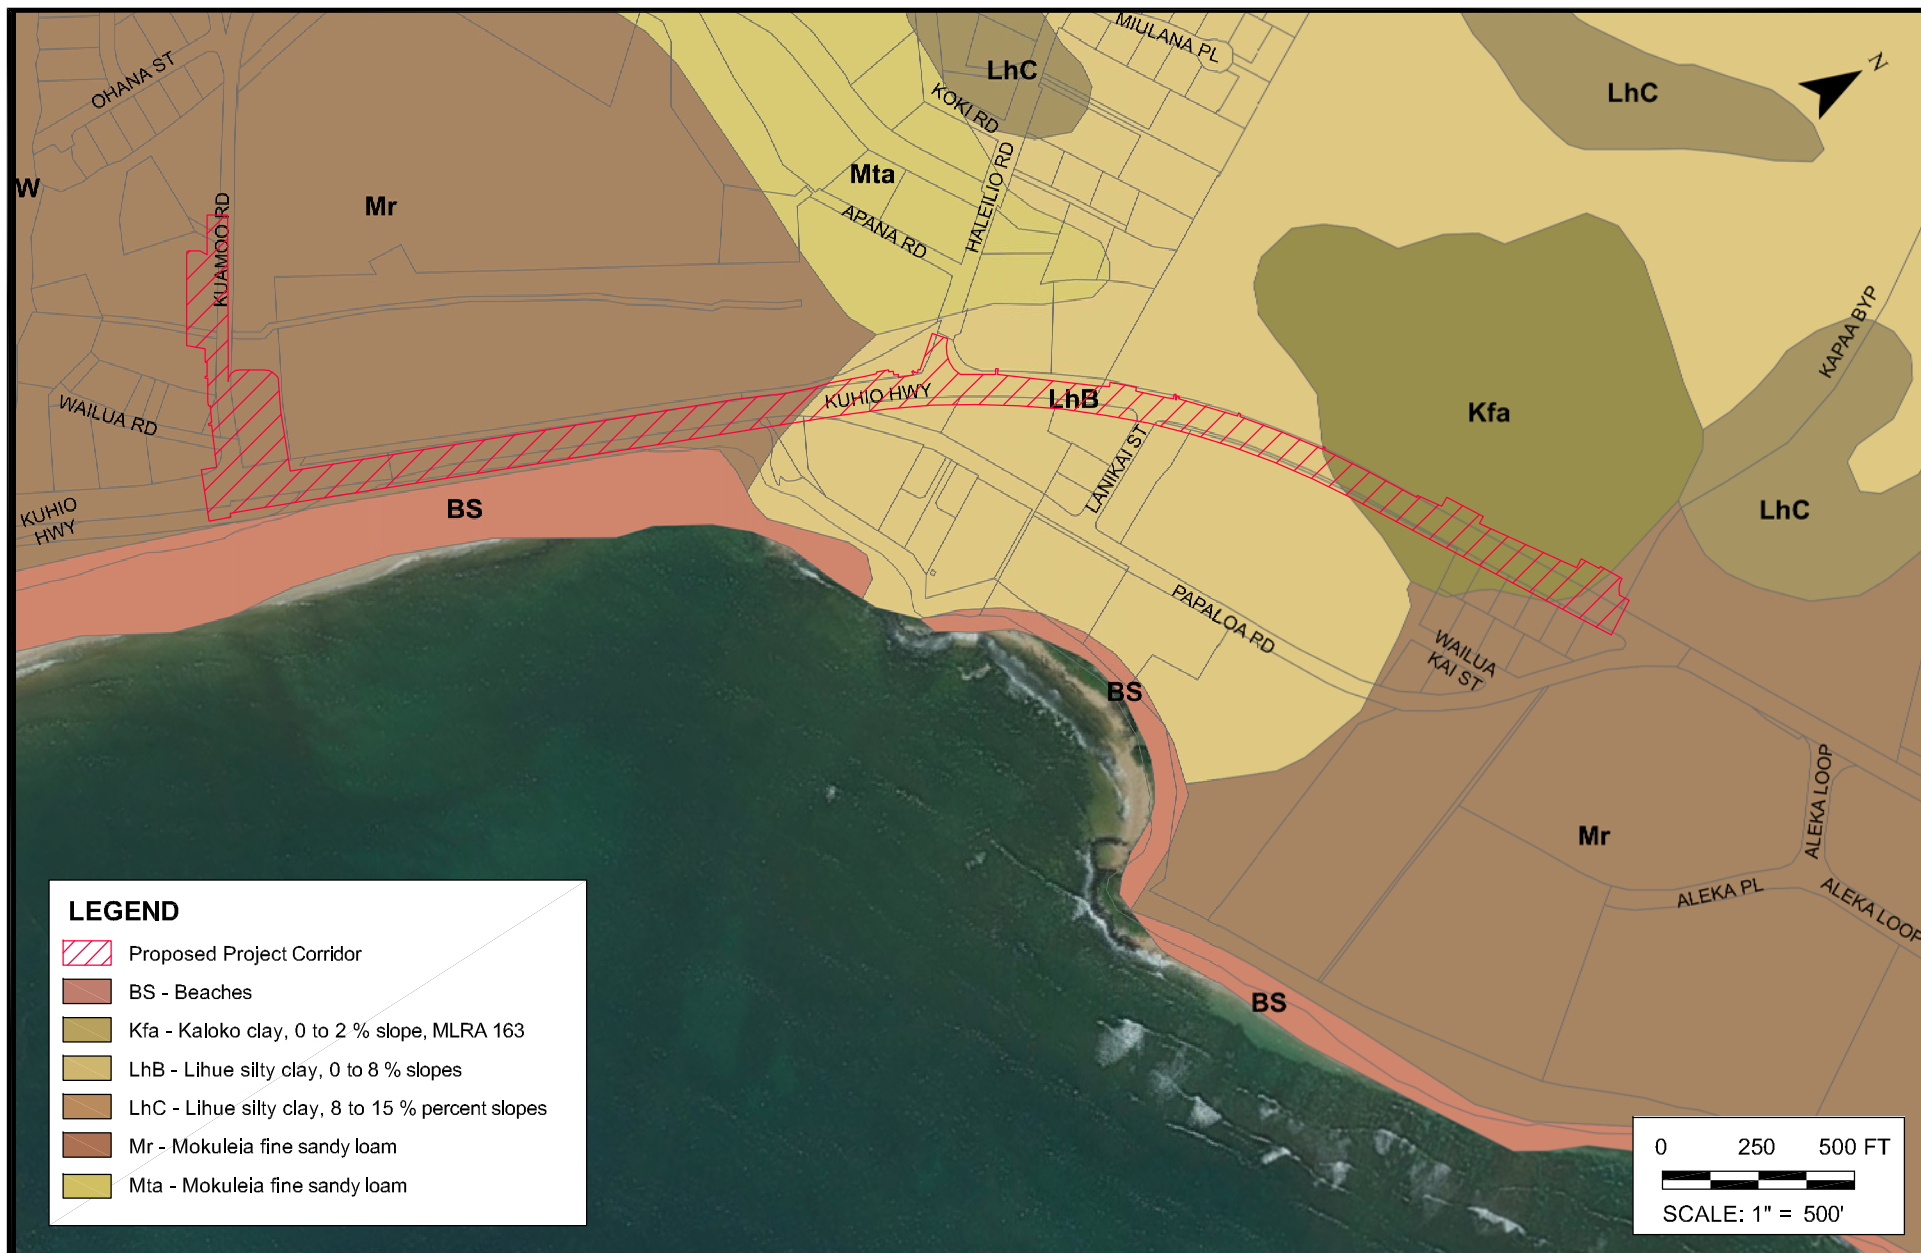 OHANA ST
W
KUAMOO RD
Mr
WAILUA RD
KUHIO
HWY
BS
MIULANA PL
LhC
KOKI RD
HALEILIO RD
Mta
APANA RD
KUHIO HWY
LhB
LANIKAI ST
LhC
N
Kfa
KAPAA BYP
LhC
PAPALOA RD
WAILUA
KAI ST
BS
Mr
ALEKA LOOP
ALEKA PL
ALEKA LOOP
BS
LEGEND
Proposed Project Corridor
BS - Beaches
Kfa - Kaloko clay, 0 to 2 % slope, MLRA 163
LhB - Lihue silty clay, 0 to 8 % slopes
LhC - Lihue silty clay, 8 to 15 % percent slopes
Mr - Mokuleia fine sandy loam
Mta - Mokuleia fine sandy loam
0 250 500 FT
SCALE: 1" = 500'